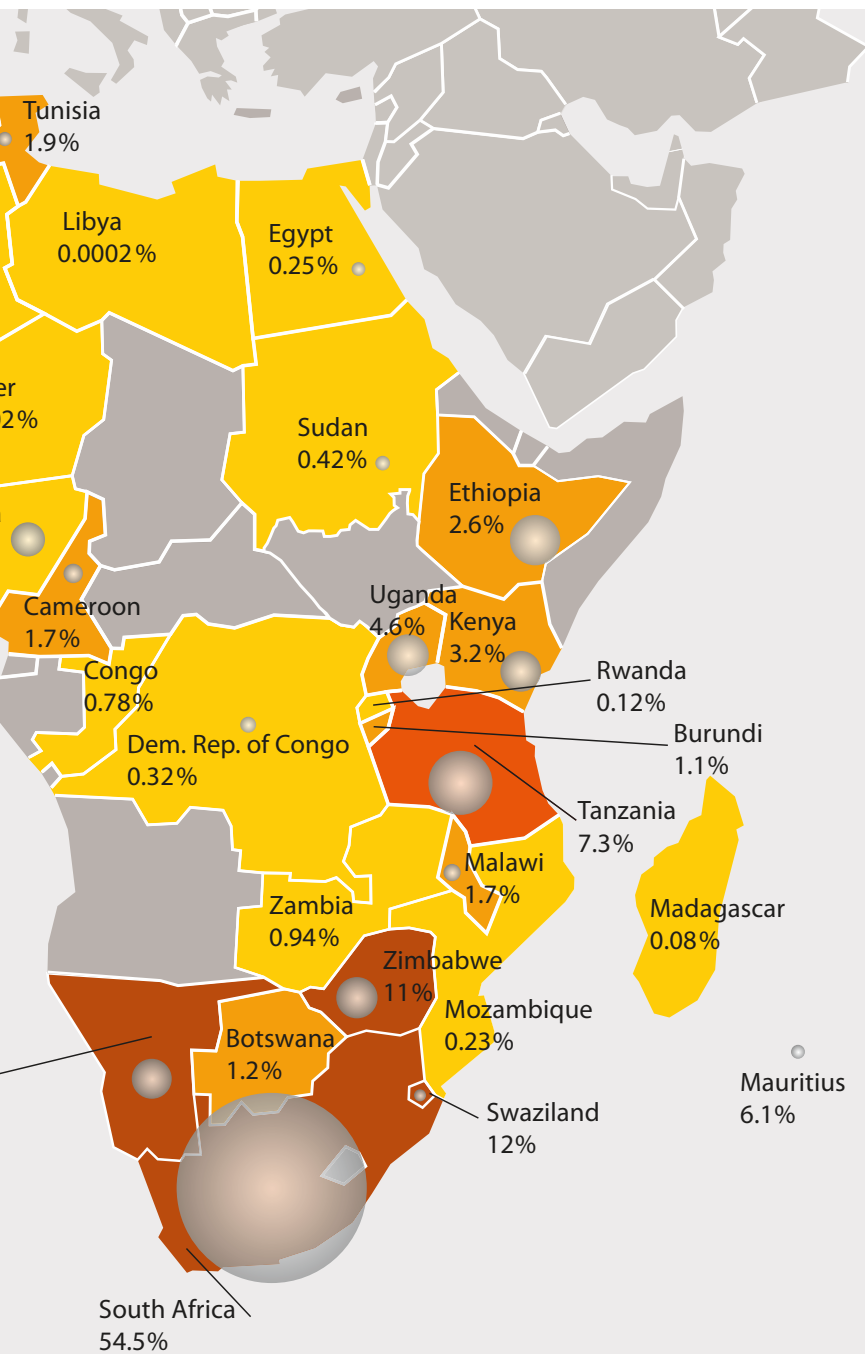 Tunisia
1.9%
Libya
0.0002%
Egypt
0.25%
er
02%
Sudan
0.42%
Ethiopia
2.6%
Cameroon
1.7%
Uganda
4.6%
Kenya
3.2%
Congo
0.78%
Rwanda
0.12%
Dem. Rep. of Congo
0.32%
Burundi
1.1%
Tanzania
7.3%
Malawi
1.7%
Zambia
0.94%
Madagascar
0.08%
Zimbabwe
11%
Mozambique
0.23%
Botswana
1.2%
Mauritius
6.1%
Swaziland
12%
South Africa
54.5%